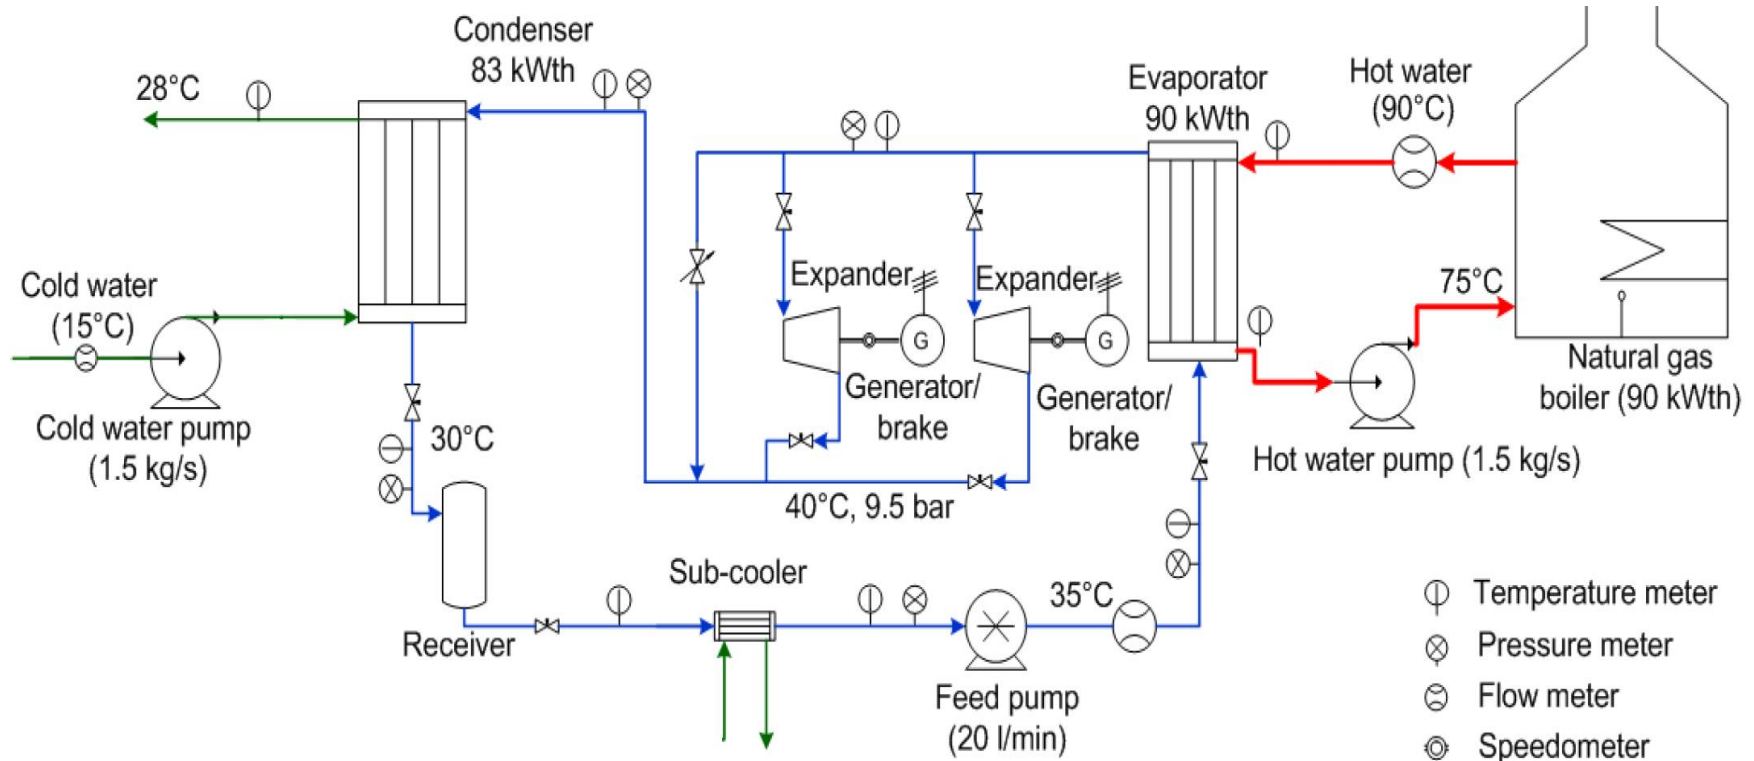 Condenser
83 kWth
28°C
Evaporator
90 kWth
Hot water
(90°C)
Cold water
(15°C)
Expander
Expander
G
G
75°C
Generator/
brake
Generator/
brake
Natural gas
boiler (90 kWth)
Cold water pump
(1.5 kg/s)
30°C
Hot water pump (1.5 kg/s)
40°C, 9.5 bar
Sub-cooler
35°C
Receiver
Feed pump
(20 l/min)
Temperature meter
Pressure meter
Flow meter
Speedometer